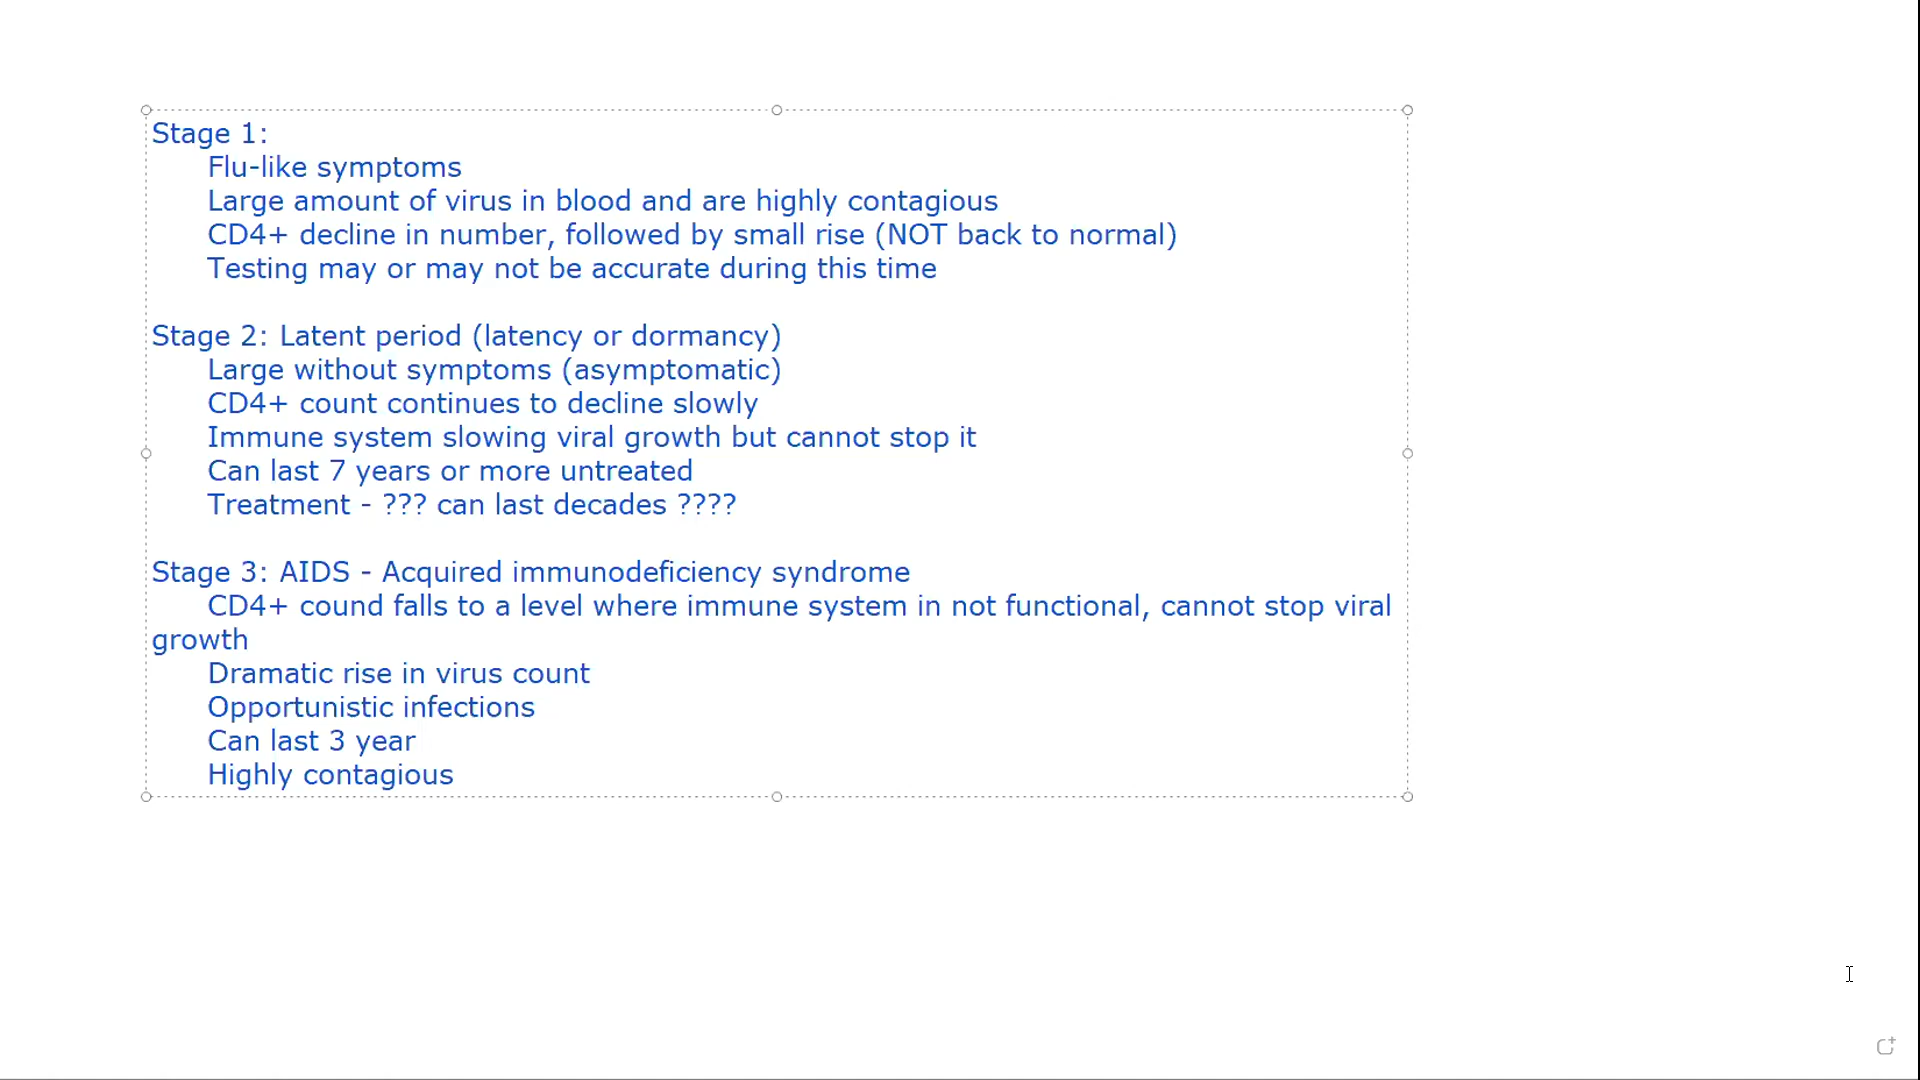 Stage 1:
Flu-like symptoms
Large amount of virus in blood and are highly contagious
CD4+ decline in number, followed by small rise (NOT back to normal)
Testing may or may not be accurate during this time
Stage 2: Latent period (latency or dormancy)
Large without symptoms (asymptomatic)
CD4+ count continues to decline slowly
Immune system slowing viral growth but cannot stop it
Can last 7 years or more untreated
Treatment - ??? can last decades ????
Stage 3: AIDS - Acquired immunodeficiency syndrome
CD4+ cound falls to a level where immune system in not functional, cannot stop viral
growth
Dramatic rise in virus count
Opportunistic infections
Can last 3 year
Highly contagious